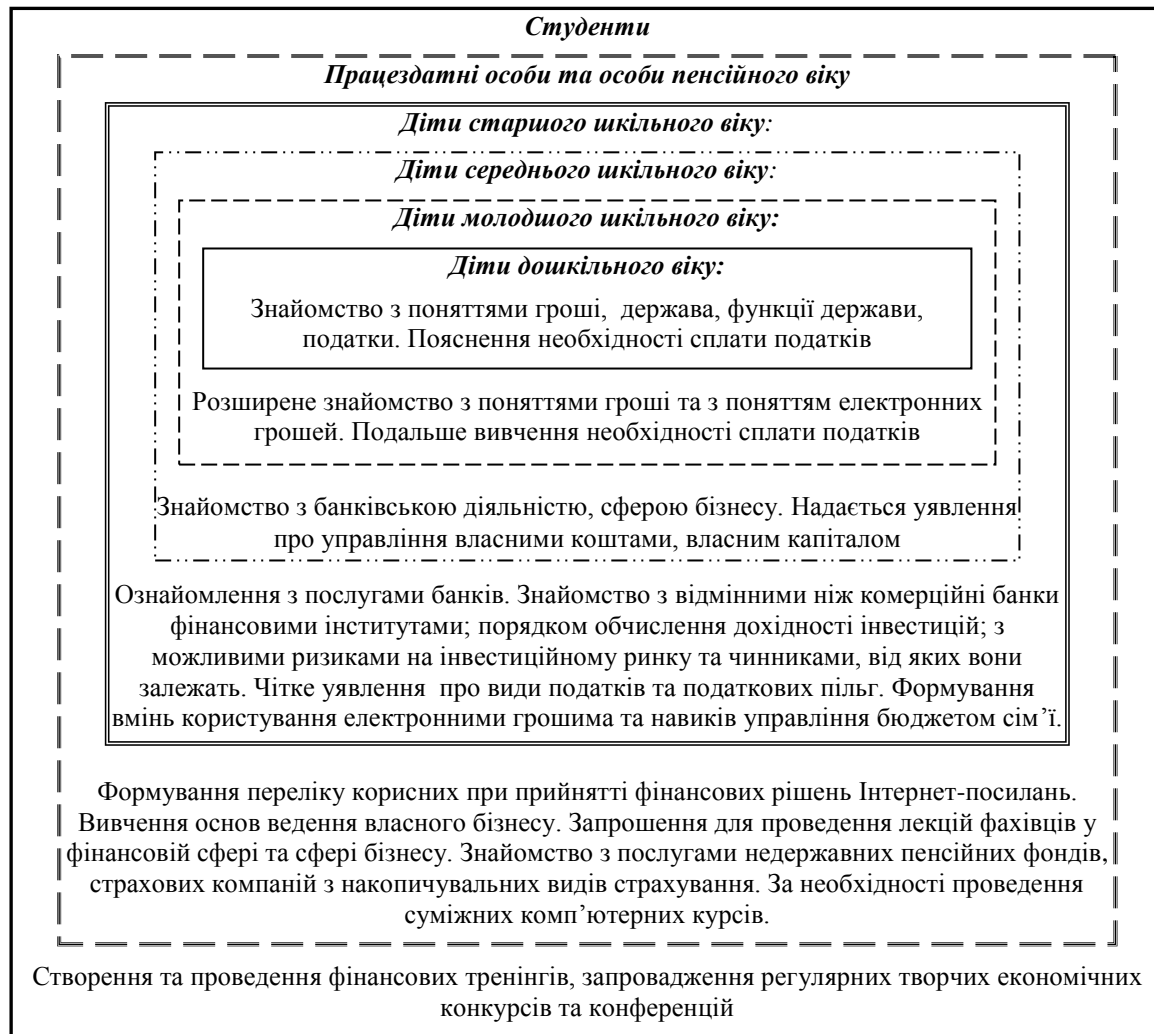 Студенти
Працездатні особи та особи пенсійного віку
Діти старшого шкільного віку:
Діти середнього шкільного віку:
Діти молодшого шкільного віку:
Діти дошкільного віку:
Знайомство з поняттями гроші, держава, функції держави,
податки. Пояснення необхідності сплати податків
Розширене знайомство з поняттями гроші та з поняттям електронних
грошей. Подальше вивчення необхідності сплати податків
Знайомство з банківською діяльністю, сферою бізнесу. Надається уявлення
про управління власними коштами, власним капіталом
Ознайомлення з послугами банків. Знайомство з відмінними ніж комерційні банки
фінансовими інститутами; порядком обчислення дохідності інвестицій; з
можливими ризиками на інвестиційному ринку та чинниками, від яких вони
залежать. Чітке уявлення про види податків та податкових пільг. Формування
вмінь користування електронними грошима та навиків управління бюджетом сім’ї.
Формування переліку корисних при прийнятті фінансових рішень Інтернет-посилань.
Вивчення основ ведення власного бізнесу. Запрошення для проведення лекцій фахівців у
фінансовій сфері та сфері бізнесу. Знайомство з послугами недержавних пенсійних фондів,
страхових компаній з накопичувальних видів страхування. За необхідності проведення
суміжних комп’ютерних курсів.
Створення та проведення фінансових тренінгів, запровадження регулярних творчих економічних
конкурсів та конференцій